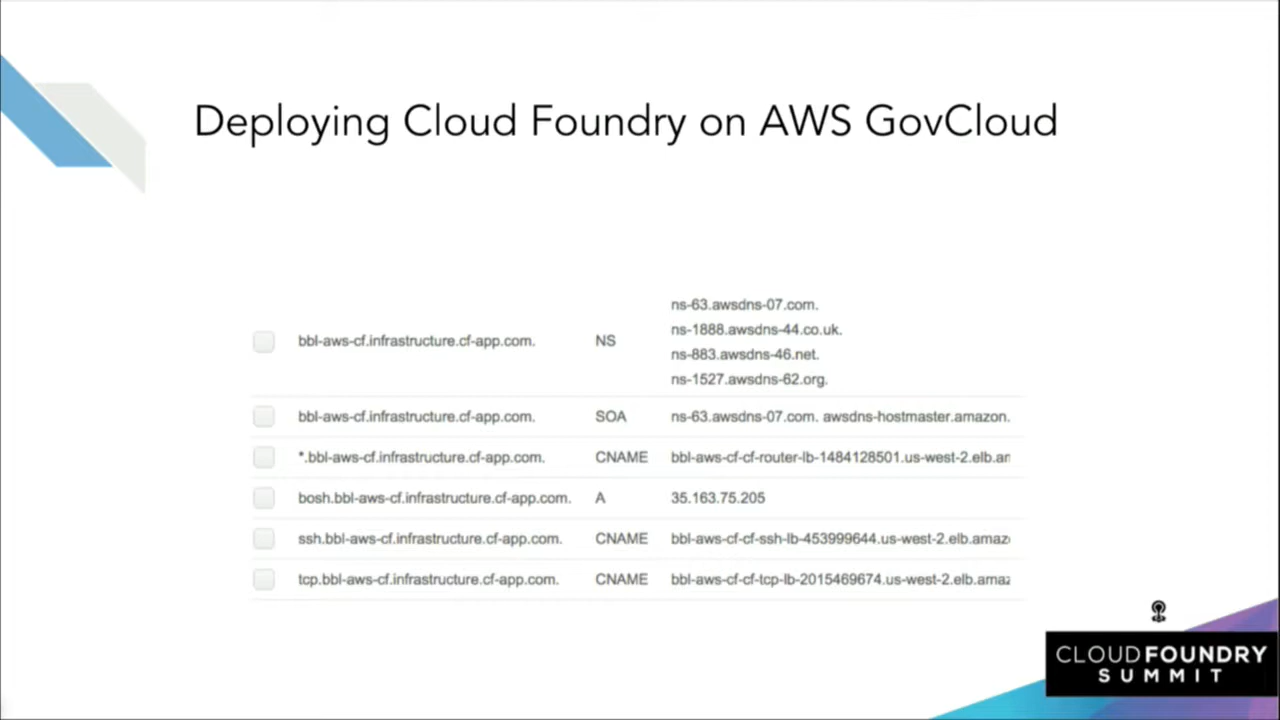 Deploying Cloud Foundry on AWS GovCloud
ns-63.awsdns-07.com.
ns-1888.awsdns-44.co.uk.
bbl-aws-cf.infrastructure.cf-app.com. NS
ns-883.awsdns-46.net.
ns-1527.awsdns-62.org.
bbl-aws-cf.infrastructure.cf-app.com. SOA ns-63.awsdns-07.com. awsdns-hostmaster.amazon.
*.bbl-aws-cf.infrastructure.cf-app.com. CNAME bbl-aws-cf-cf-router-lb-1484128501.us-west-2.elb.am
bosh.bbl-aws-cf.infrastructure.cf-app.com. A 35.163.75.205
ssh.bbl-aws-cf.infrastructure.cf-app.com. CNAME bbl-aws-cf-cf-ssh-lb-453999644.us-west-2.elb.amaz
tcp.bbl-aws-cf.infrastructure.cf-app.com. CNAME bbl-aws-cf-cf-tcp-lb-2015469674.us-west-2.elb.amaz
CLOUD FOUNDRY
SUMMIT